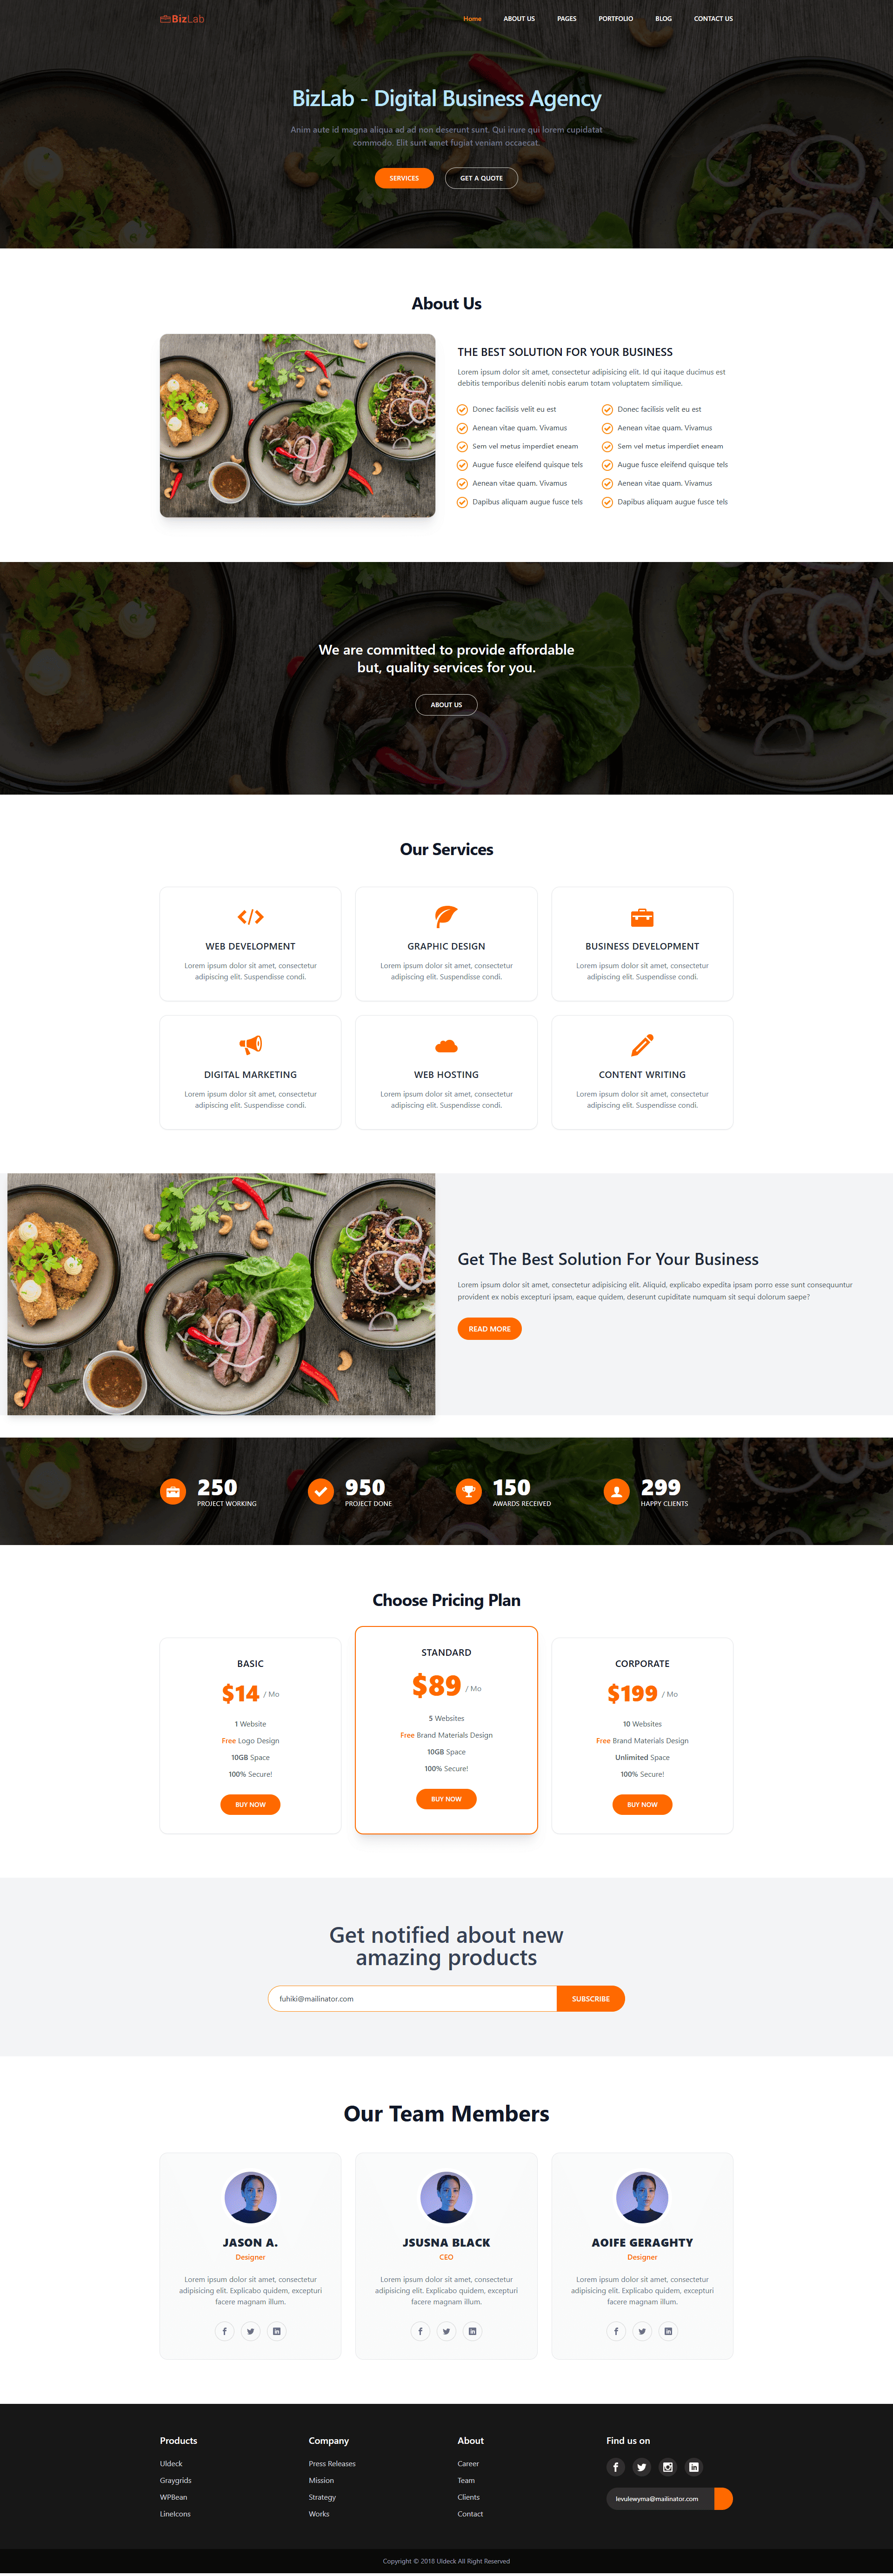 BizLab
Home ABOUT US PAGES PORTFOLIO BLOG CONTACT US
BizLab - Digital Business Agency
Anim aute id magna aliqua ad ad non deserunt sunt. Qui irure qui lorem cupidatat
commodo. Elit sunt amet fugiat veniam occaecat.
SERVICES GET A QUOTE
About Us
THE BEST SOLUTION FOR YOUR BUSINESS
Lorem ipsum dolor sit amet, consectetur adipisicing elit. Id qui itaque ducimus est
debitis temporibus deleniti nobis earum totam voluptatem similique.
Donec facilisis velit eu est Donec facilisis velit eu est
Aenean vitae quam. Vivamus Aenean vitae quam. Vivamus
Sem vel metus imperdiet eneam Sem vel metus imperdiet eneam
Augue fusce eleifend quisque tels Augue fusce eleifend quisque tels
Aenean vitae quam. Vivamus Aenean vitae quam. Vivamus
Dapibus aliquam augue fusce tels Dapibus aliquam augue fusce tels
We are committed to provide affordable
but, quality services for you.
ABOUT US
Our Services
WEB DEVELOPMENT GRAPHIC DESIGN BUSINESS DEVELOPMENT
Lorem ipsum dolor sit amet, consectetur Lorem ipsum dolor sit amet, consectetur Lorem ipsum dolor sit amet, consectetur
adipiscing elit. Suspendisse condi. adipiscing elit. Suspendisse condi. adipiscing elit. Suspendisse condi.
DIGITAL MARKETING WEB HOSTING CONTENT WRITING
Lorem ipsum dolor sit amet, consectetur Lorem ipsum dolor sit amet, consectetur Lorem ipsum dolor sit amet, consectetur
adipiscing elit. Suspendisse condi. adipiscing elit. Suspendisse condi. adipiscing elit. Suspendisse condi.
Get The Best Solution For Your Business
Lorem ipsum dolor sit amet, consectetur adipisicing elit. Aliquid, explicabo expedita ipsam porro esse sunt consequuntur
provident ex nobis excepturi ipsam, eaque quidem, deserunt cupiditate numquam sit sequi dolorum saepe?
READ MORE
250 950 150 299
PROJECT WORKING PROJECT DONE AWARDS RECEIVED HAPPY CLIENTS
Choose Pricing Plan
BASIC
$14 / Mo
1 Website
Free Logo Design
10GB Space
100% Secure!
BUY NOW
STANDARD
$89 / Mo
5 Websites
Free Brand Materials Design
10GB Space
100% Secure!
BUY NOW
CORPORATE
$199 / Mo
10 Websites
Free Brand Materials Design
Unlimited Space
100% Secure!
BUY NOW
Get notified about new
amazing products
fuhiki@mailinator.com SUBSCRIBE
Our Team Members
JASON A.
Designer
Lorem ipsum dolor sit amet, consectetur
adipisicing elit. Explicabo quidem, excepturi
facere magnam illum.
JSUSNA BLACK
CEO
Lorem ipsum dolor sit amet, consectetur
adipisicing elit. Explicabo quidem, excepturi
facere magnam illum.
AOIFE GERAGHTY
Designer
Lorem ipsum dolor sit amet, consectetur
adipisicing elit. Explicabo quidem, excepturi
facere magnam illum.
Products
UIdeck
Graygrids
WPBean
LineIcons
Company
Press Releases
Mission
Strategy
Works
About
Career
Team
Clients
Contact
Find us on
levulewyma@mailinator.com
Copyright © 2018 UIdeck All Right Reserved